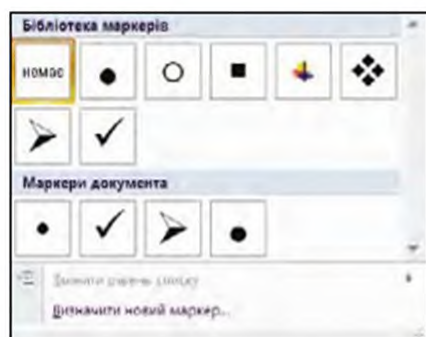 Бібліотека маркерів
немає
Маркери документа
Змінити рівень списку
Визначити новий маркер...